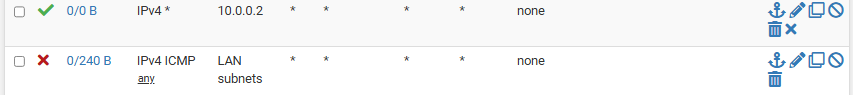 0/0 B IPv4 * 10.0.0.2 * * * * none
0/240 B IPv4 ICMP LAN * * * * none
any subnets